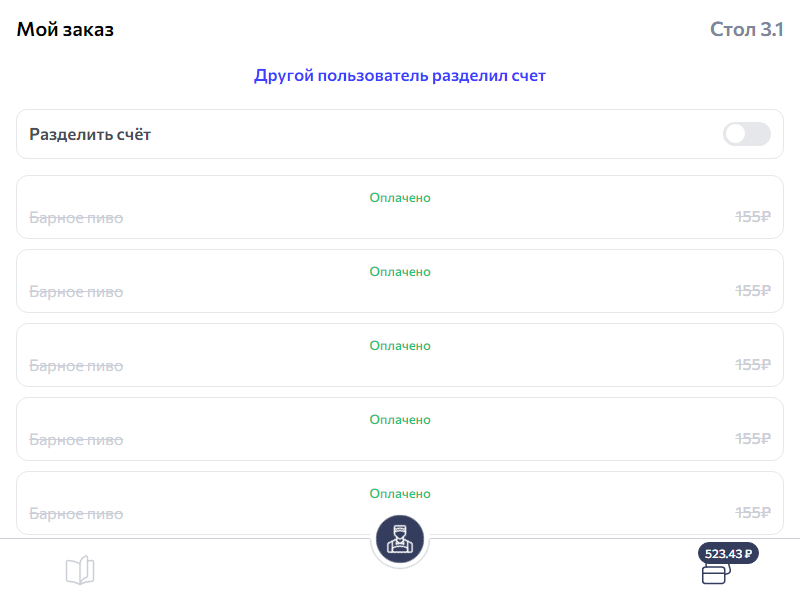 Мой заказ
Стол 3.1
Другой пользователь разделил счет
Разделить счёт
Оплачено
Барное пиво
155₽
Оплачено
Барное пиво
155₽
Оплачено
Барное пиво
155₽
Оплачено
Барное пиво
155₽
Оплачено
Барное пиво
155₽
523.43 ₽